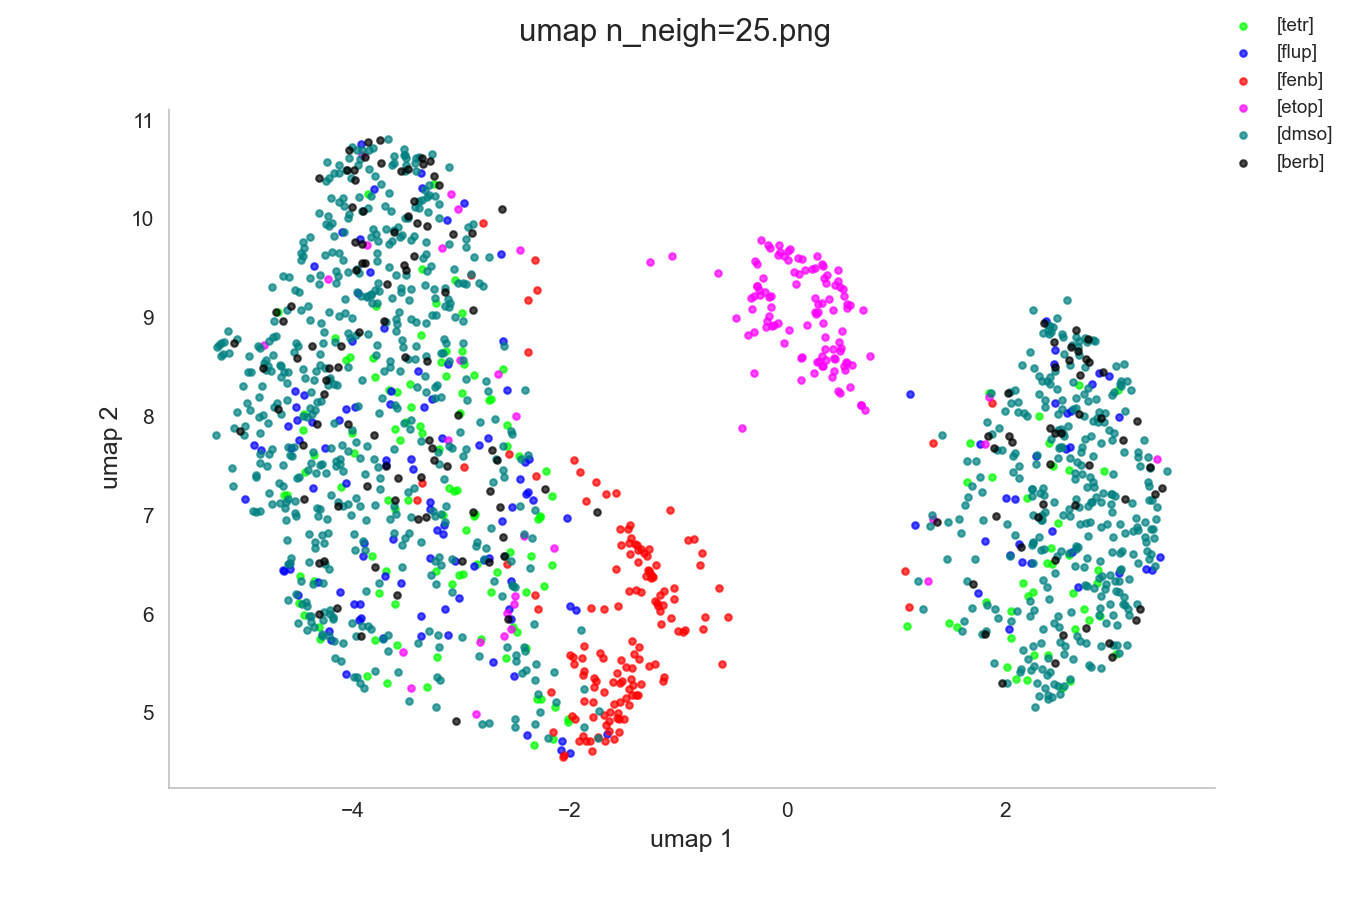 umap n_neigh=25.png
[tetr]
[flup]
[fenb]
[etop]
[dmso]
[berb]
11
10
9
8
7
6
5
umap 2
−4
−2
0
2
umap 1